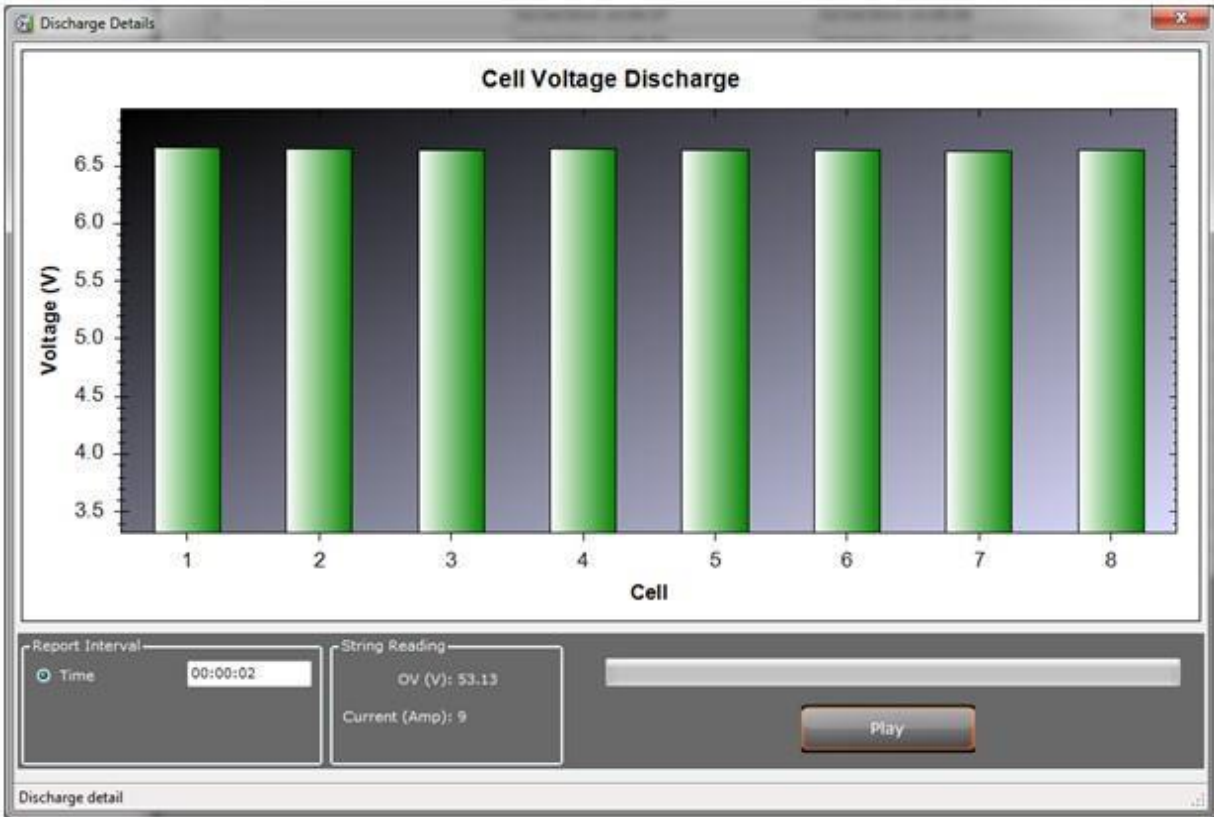 Discharge Details
Cell Voltage Discharge
6.5
6.0
5.5
5.0
4.5
4.0
3.5
Voltage (V)
1 2 3 4 5 6 7 8
Cell
Report Interval
Time 00:00:02
String Reading
OV (V): 53.13
Current (Amp): 9
Play
Discharge detail